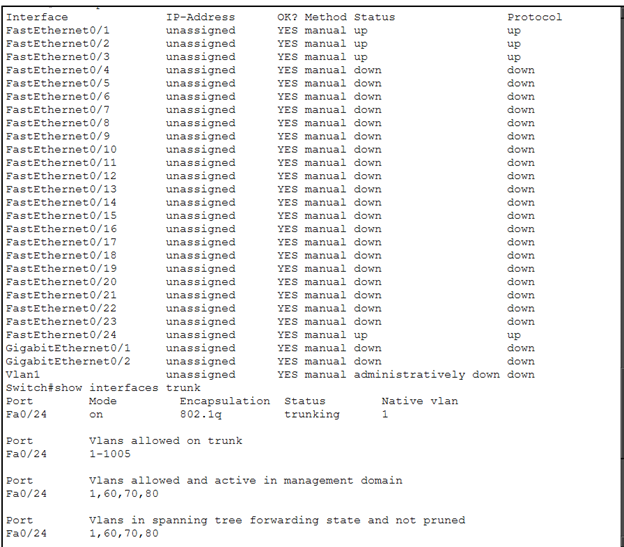 Interface IP-Address OK? Method Status Protocol
FastEthernet0/1 unassigned YES manual up up
FastEthernet0/2 unassigned YES manual up up
FastEthernet0/3 unassigned YES manual up up
FastEthernet0/4 unassigned YES manual down down
FastEthernet0/5 unassigned YES manual down down
FastEthernet0/6 unassigned YES manual down down
FastEthernet0/7 unassigned YES manual down down
FastEthernet0/8 unassigned YES manual down down
FastEthernet0/9 unassigned YES manual down down
FastEthernet0/10 unassigned YES manual down down
FastEthernet0/11 unassigned YES manual down down
FastEthernet0/12 unassigned YES manual down down
FastEthernet0/13 unassigned YES manual down down
FastEthernet0/14 unassigned YES manual down down
FastEthernet0/15 unassigned YES manual down down
FastEthernet0/16 unassigned YES manual down down
FastEthernet0/17 unassigned YES manual down down
FastEthernet0/18 unassigned YES manual down down
FastEthernet0/19 unassigned YES manual down down
FastEthernet0/20 unassigned YES manual down down
FastEthernet0/21 unassigned YES manual down down
FastEthernet0/22 unassigned YES manual down down
FastEthernet0/23 unassigned YES manual down down
FastEthernet0/24 unassigned YES manual up up
GigabitEthernet0/1 unassigned YES manual down down
GigabitEthernet0/2 unassigned YES manual down down
Vlan1 unassigned YES manual administratively down down
Switch#show interfaces trunk
Port Mode Encapsulation Status Native vlan
Fa0/24 on 802.1q trunking 1
Port Vlans allowed on trunk
Fa0/24 1-1005
Port Vlans allowed and active in management domain
Fa0/24 1,60,70,80
Port Vlans in spanning tree forwarding state and not pruned
Fa0/24 1,60,70,80